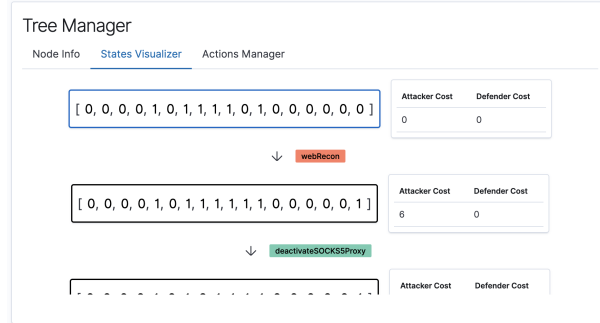 Tree Manager
Node Info States Visualizer Actions Manager
[ 0, 0, 0, 0, 1, 0, 1, 1, 1, 1, 0, 1, 0, 0, 0, 0, 0, 0 ]
Attacker Cost Defender Cost
0 0
webRecon
[ 0, 0, 0, 0, 1, 0, 1, 1, 1, 1, 1, 1, 0, 0, 0, 0, 0, 1 ]
Attacker Cost Defender Cost
6 0
deactivateSOCKS5Proxy
Attacker Cost Defender Cost